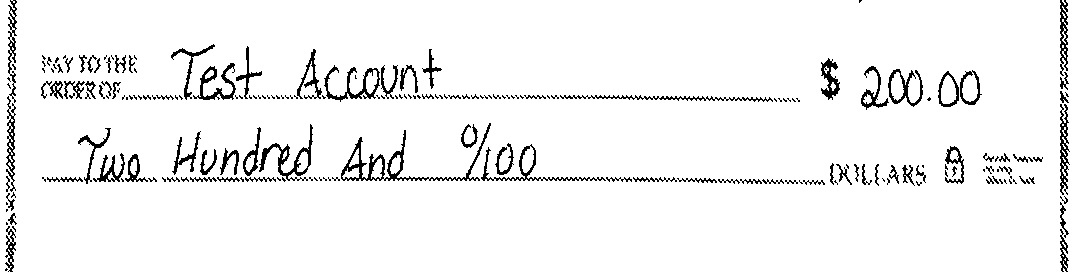 PAY TO THE
ORDER OF Test Account $ 200.00
Two Hundred And 0/100 DOLLARS